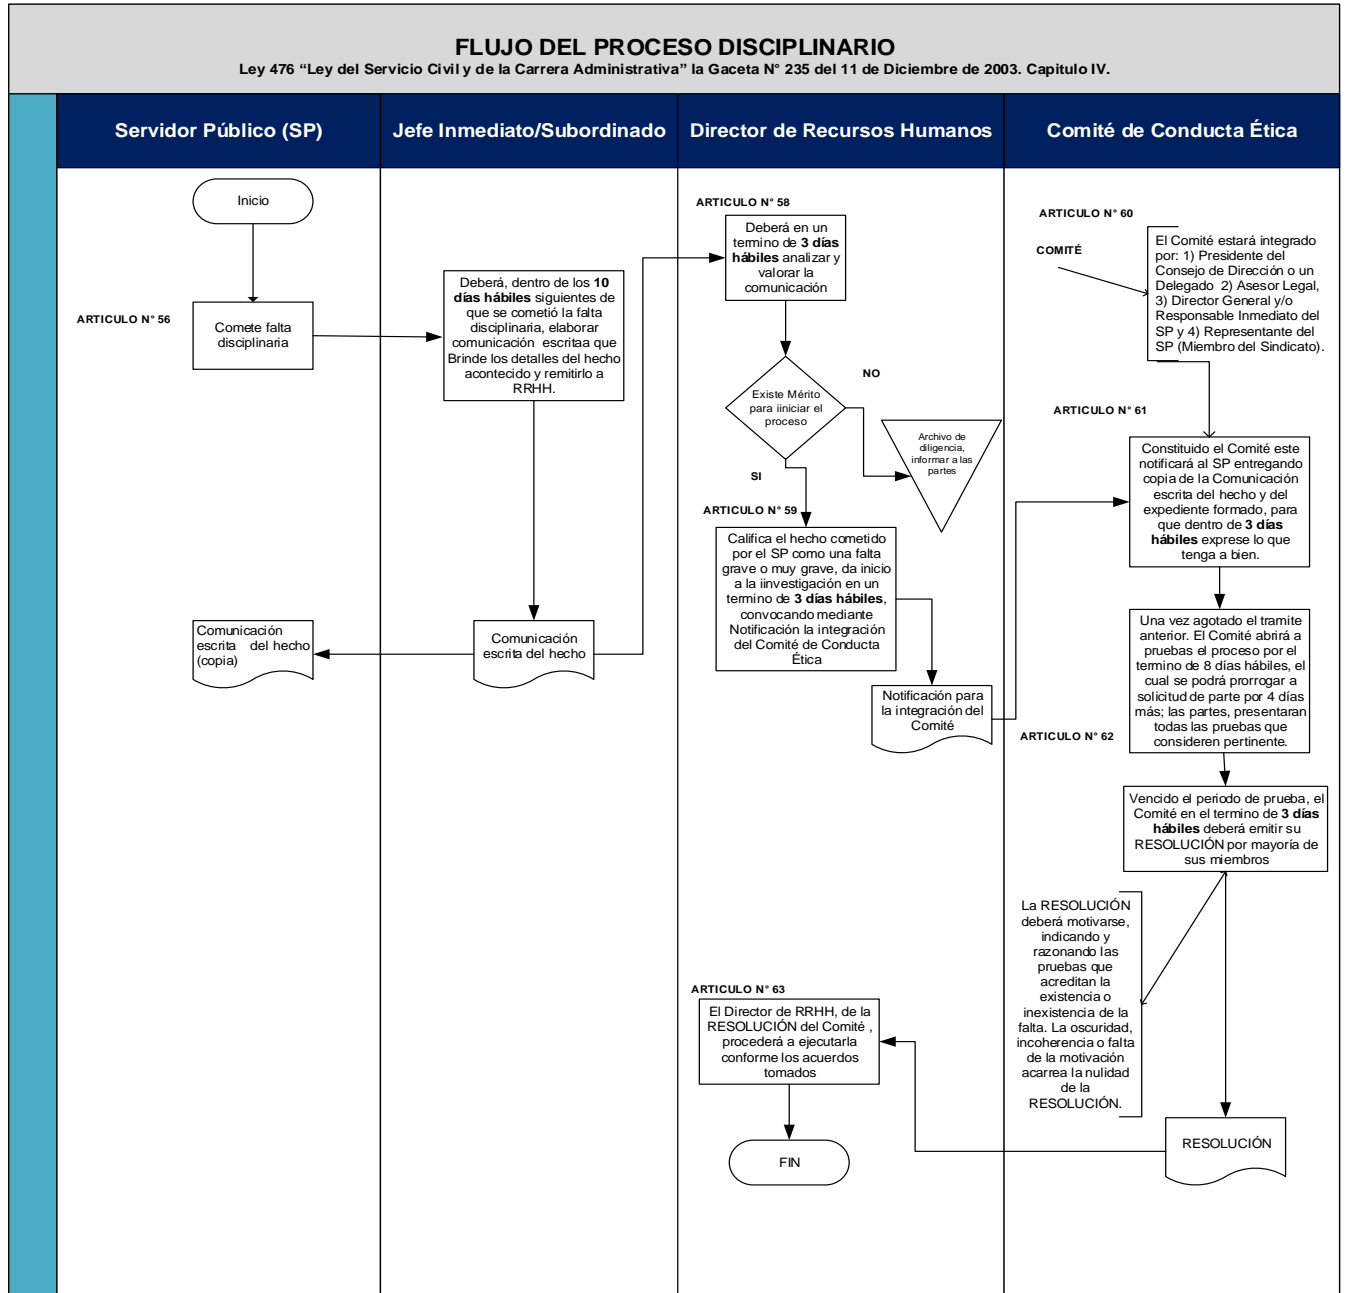 FLUJO DEL PROCESO DISCIPLINARIO
Ley 476 “Ley del Servicio Civil y de la Carrera Administrativa” la Gaceta N° 235 del 11 de Diciembre de 2003. Capitulo IV.
Servidor Público (SP)
Jefe Inmediato/Subordinado
Director de Recursos Humanos
Comité de Conducta Ética
Inicio
ARTICULO N° 56
Comete falta
disciplinaria
Deberá, dentro de los 10
días hábiles siguientes de
que se cometió la falta
disciplinaria, elaborar
comunicación escritaa que
Brinde los detalles del hecho
acontecido y remitirlo a
RRHH.
Comunicación
escrita del hecho
Comunicación
escrita del hecho
(copia)
ARTICULO N° 58
Deberá en un
termino de 3 días
hábiles analizar y
valorar la
comunicación
Existe Mérito
para iiniciar el
proceso
NO
Archivo de
diligencia,
informar a las
partes
SI
ARTICULO N° 59
Califica el hecho cometido
por el SP como una falta
grave o muy grave, da inicio
a la iinvestigación en un
termino de 3 días hábiles,
convocando mediante
Notificación la integración
del Comité de Conducta
Ética
Notificación para
la integración del
Comité
ARTICULO N° 60
COMITÉ
El Comité estará integrado
por: 1) Presidente del
Consejo de Dirección o un
Delegado 2) Asesor Legal,
3) Director General y/o
Responsable Inmediato del
SP y 4) Representante del
SP (Miembro del Sindicato).
ARTICULO N° 61
Constituido el Comité este
notificará al SP entregando
copia de la Comunicación
escrita del hecho y del
expediente formado, para
que dentro de 3 días
hábiles exprese lo que
tenga a bien.
Una vez agotado el tramite
anterior. El Comité abrirá a
pruebas el proceso por el
termino de 8 días hábiles, el
cual se podrá prorrogar a
solicitud de parte por 4 días
más; las partes, presentaran
todas las pruebas que
consideren pertinente.
ARTICULO N° 62
Vencido el periodo de prueba, el
Comité en el termino de 3 días
hábiles deberá emitir su
RESOLUCIÓN por mayoría de
sus miembros
La RESOLUCIÓN
deberá motivarse,
indicando y
razonando las
pruebas que
acreditan la
existencia o
inexistencia de la
falta. La oscuridad,
incoherencia o falta
de la motivación
acarrea la nulidad
de la
RESOLUCIÓN.
RESOLUCIÓN
ARTICULO N° 63
El Director de RRHH, de la
RESOLUCIÓN del Comité ,
procederá a ejecutarla
conforme los acuerdos
tomados
FIN